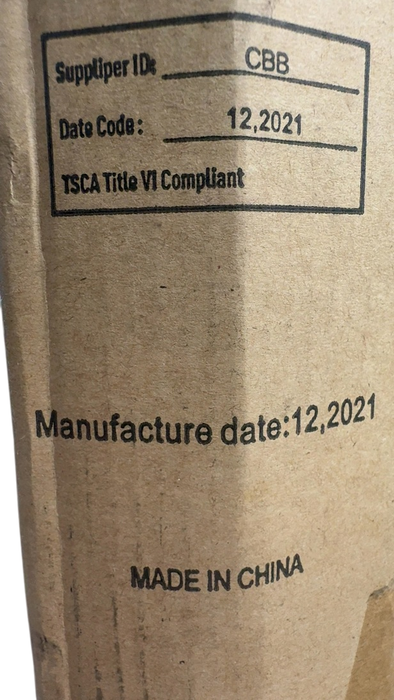 Suppliper ID: CBB
Date Code: 12,2021
TSCA Title VI Compliant
Manufacture date:12,2021
MADE IN CHINA